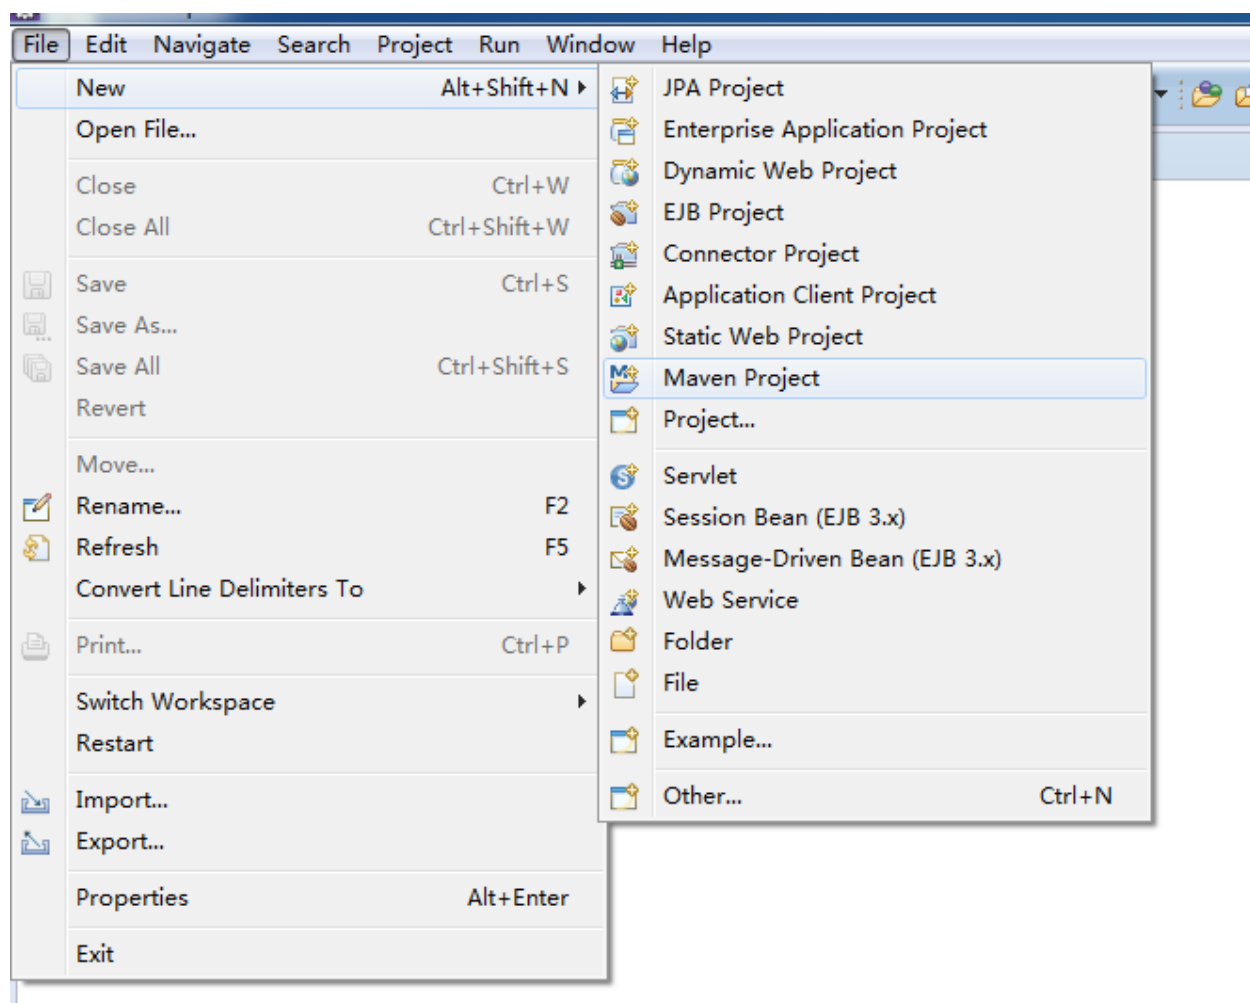 File Edit Navigate Search Project Run Window Help
New Alt+Shift+N
Open File...
Close Ctrl+W
Close All Ctrl+Shift+W
Save Ctrl+S
Save As...
Save All Ctrl+Shift+S
Revert
Move...
Rename... F2
Refresh F5
Convert Line Delimiters To
Print... Ctrl+P
Switch Workspace
Restart
Import...
Export...
Properties Alt+Enter
Exit
JPA Project
Enterprise Application Project
Dynamic Web Project
EJB Project
Connector Project
Application Client Project
Static Web Project
Maven Project
Project...
Servlet
Session Bean (EJB 3.x)
Message-Driven Bean (EJB 3.x)
Web Service
Folder
File
Example...
Other... Ctrl+N